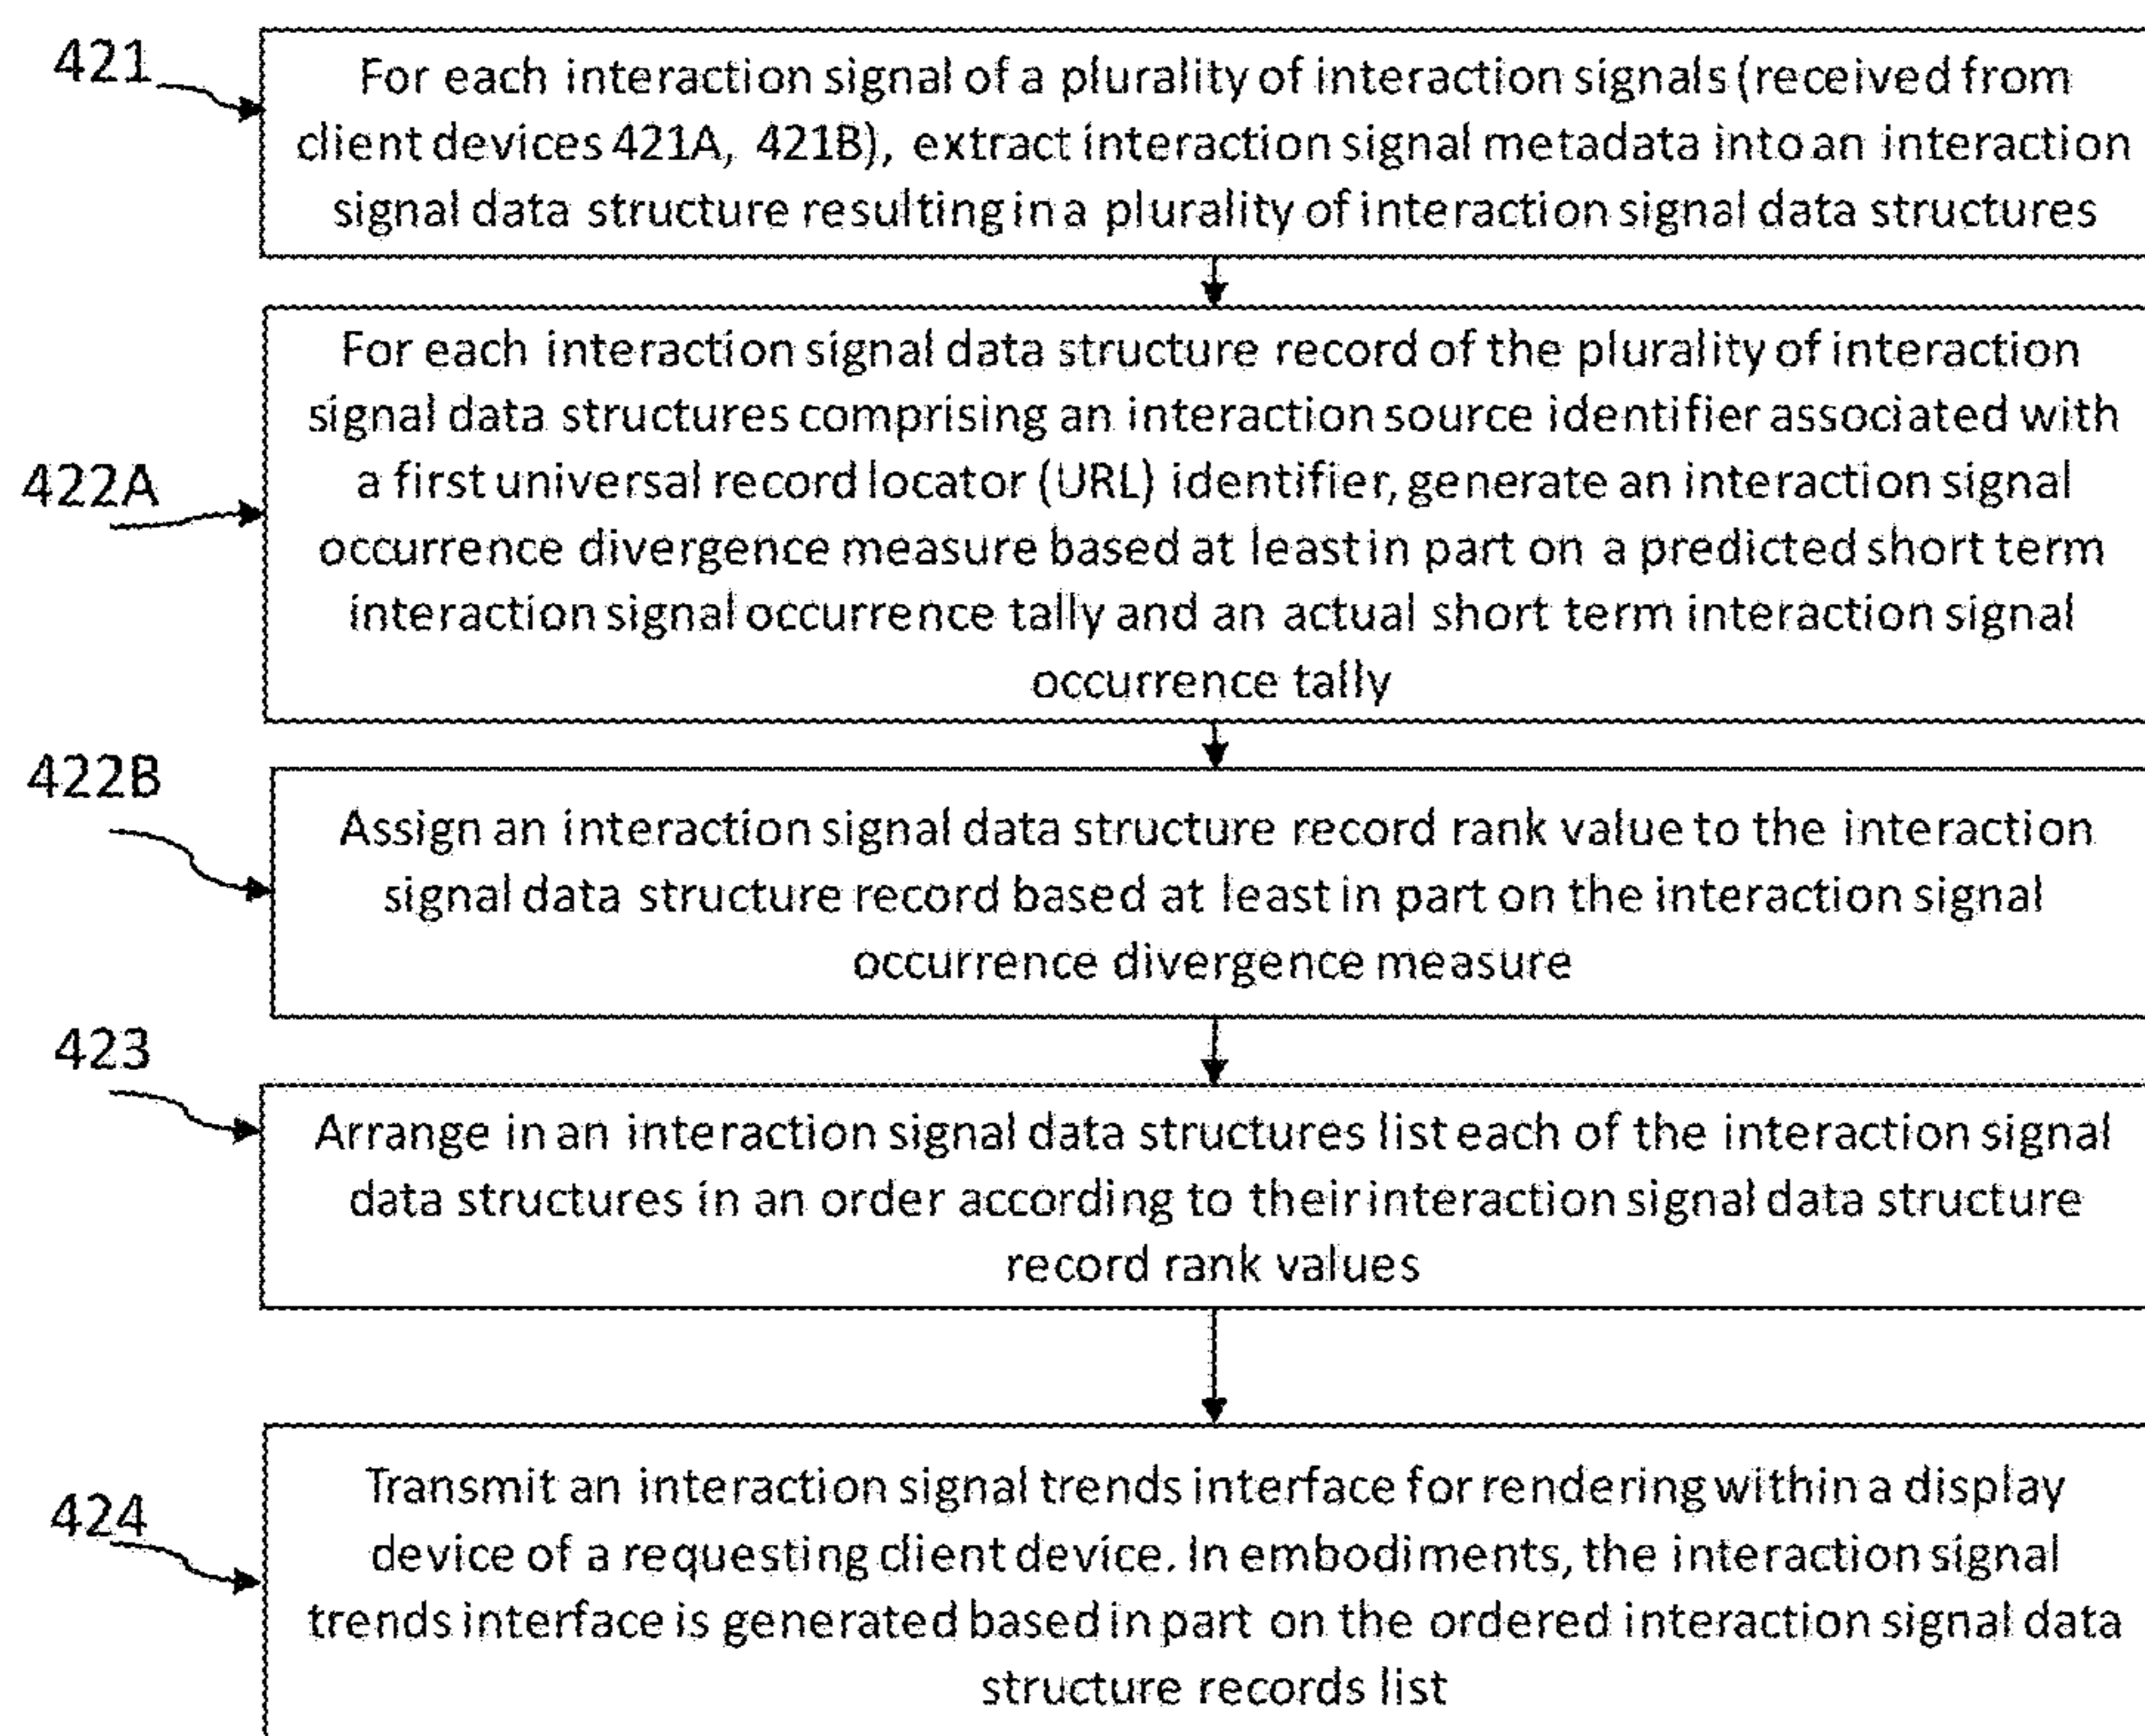 421
For each interaction signal of a plurality of interaction signals (received from
client devices 421A, 421B), extract interaction signal metadata into an interaction
signal data structure resulting in a plurality of interaction signal data structures
422A
For each interaction signal data structure record of the plurality of interaction
signal data structures comprising an interaction source identifier associated with
a first universal record locator (URL) identifier, generate an interaction signal
occurrence divergence measure based at least in part on a predicted short term
interaction signal occurrence tally and an actual short term interaction signal
occurrence tally
422B
Assign an interaction signal data structure record rank value to the interaction
signal data structure record based at least in part on the interaction signal
occurrence divergence measure
423
Arrange in an interaction signal data structures list each of the interaction signal
data structures in an order according to their interaction signal data structure
record rank values
424
Transmit an interaction signal trends interface for rendering within a display
device of a requesting client device. In embodiments, the interaction signal
trends interface is generated based in part on the ordered interaction signal data
structure records list